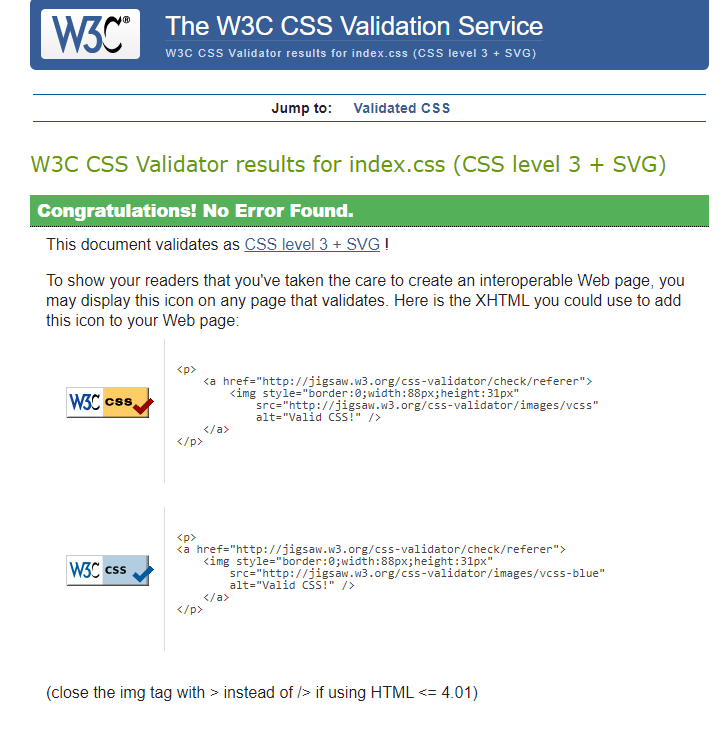 W3C®
The W3C CSS Validation Service
W3C CSS Validator results for index.css (CSS level 3 + SVG)
Jump to: Validated CSS
W3C CSS Validator results for index.css (CSS level 3 + SVG)
Congratulations! No Error Found.
This document validates as CSS level 3 + SVG !
To show your readers that you've taken the care to create an interoperable Web page, you
may display this icon on any page that validates. Here is the XHTML you could use to add
this icon to your Web page:
W3C css
<p>
<a href="http://jigsaw.w3.org/css-validator/check/referer">
<img style="border:0;width:88px;height:31px"
src="http://jigsaw.w3.org/css-validator/images/vcss"
alt="Valid CSS!" />
</a>
</p>
W3C css
<p>
<a href="http://jigsaw.w3.org/css-validator/check/referer">
<img style="border:0;width:88px;height:31px"
src="http://jigsaw.w3.org/css-validator/images/vcss-blue"
alt="Valid CSS!" />
</a>
</p>
(close the img tag with > instead of /> if using HTML <= 4.01)